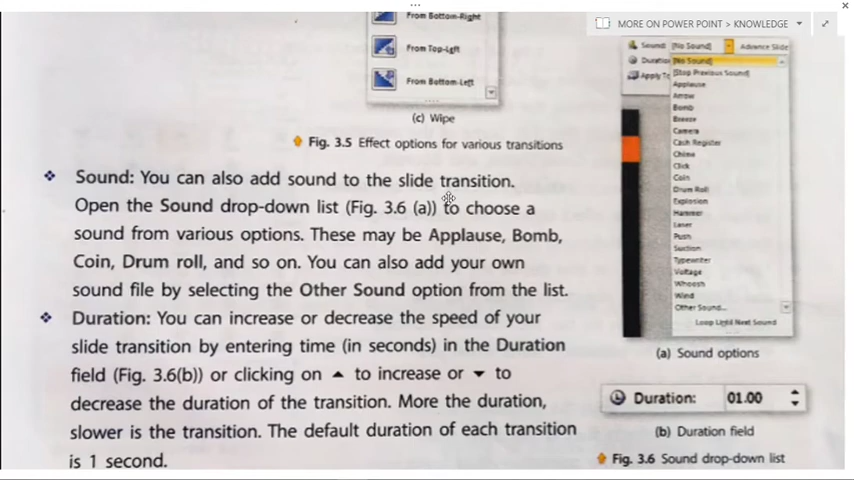 MORE ON POWER POINT > KNOWLEDGE
From Bottom-Right
From Top-Left
From Bottom-Left
(c) Wipe
Fig. 3.5 Effect options for various transitions
Sound: You can also add sound to the slide transition.
Open the Sound drop-down list (Fig. 3.6 (a)) to choose a
sound from various options. These may be Applause, Bomb,
Coin, Drum roll, and so on. You can also add your own
sound file by selecting the Other Sound option from the list.
Duration: You can increase or decrease the speed of your
slide transition by entering time (in seconds) in the Duration
field (Fig. 3.6(b)) or clicking on ▲ to increase or ▼ to
decrease the duration of the transition. More the duration,
slower is the transition. The default duration of each transition
is 1 second.
Sound: [No Sound] Advance Slide
Duratio
Apply To
[No Sound]
[Stop Previous Sound]
Applause
Arrow
Bomb
Breeze
Camera
Cash Register
Chime
Click
Coin
Drum Roll
Explosion
Hammer
Laser
Push
Suction
Typewriter
Voltage
Whoosh
Wind
Other Sound...
Loop Until Next Sound
(a) Sound options
Duration: 01.00
(b) Duration field
Fig. 3.6 Sound drop-down list